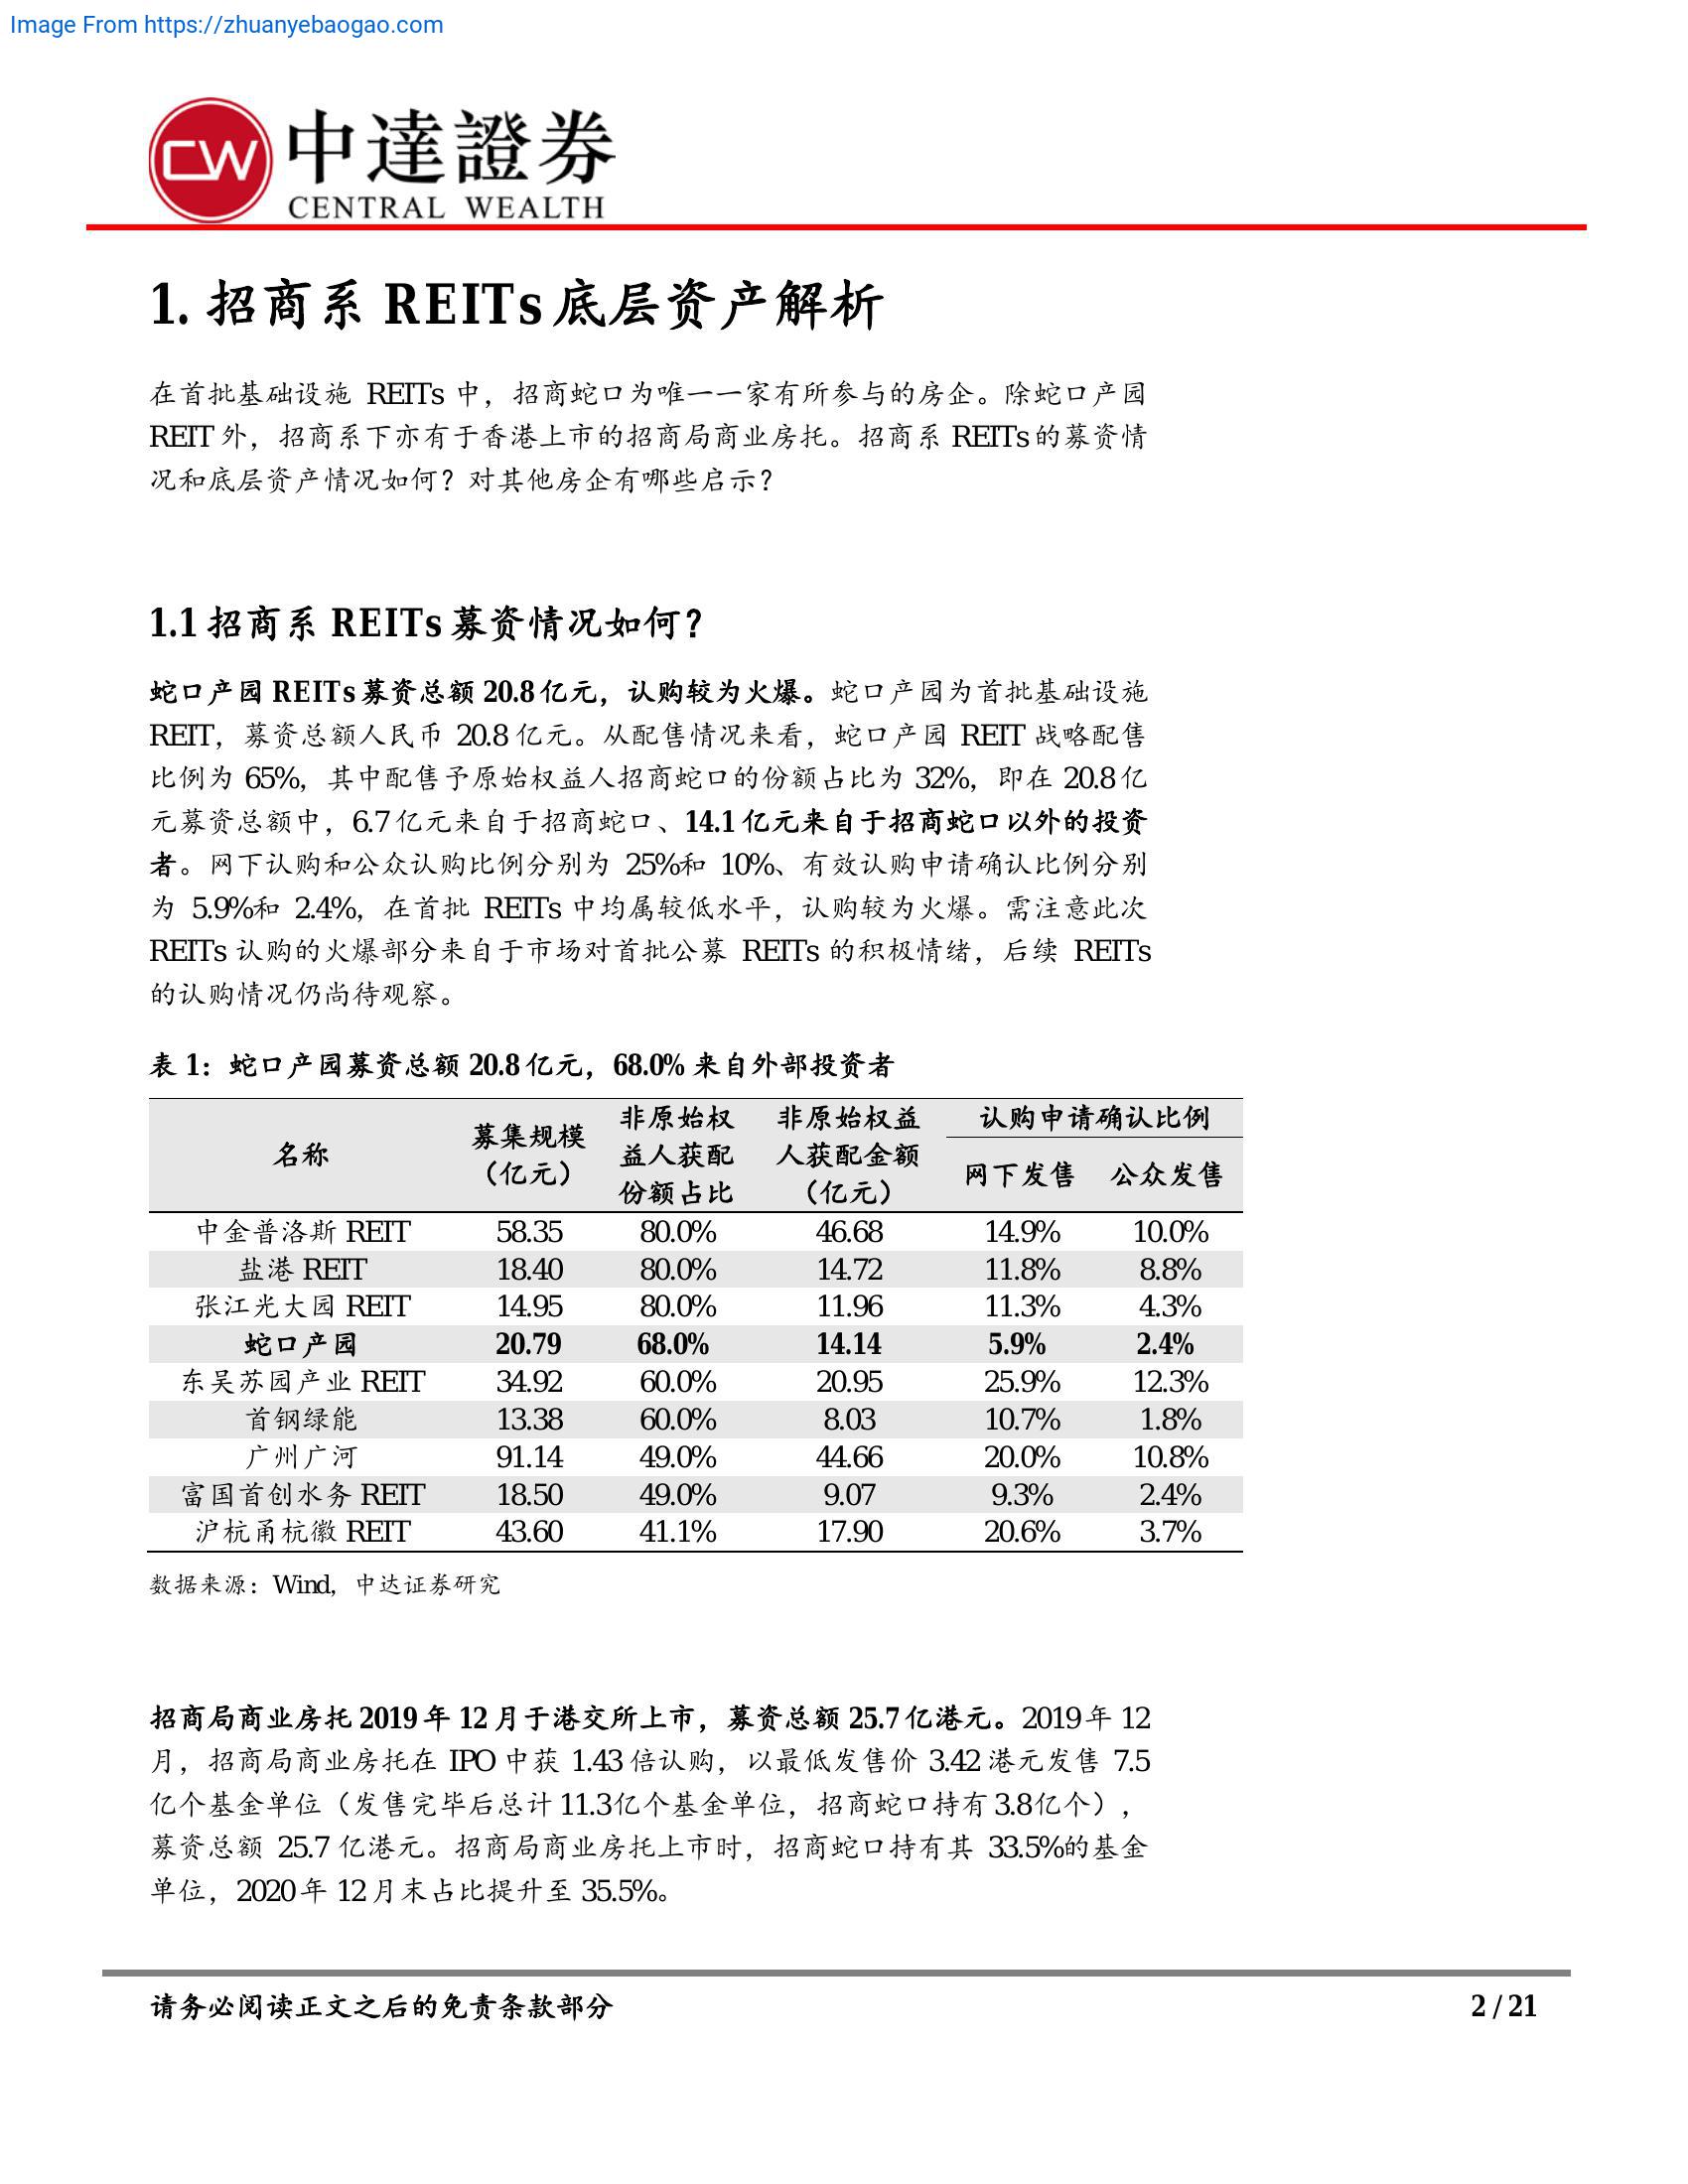 Image From https://zhuanyebaogao.com
CW
中達證券
CENTRAL WEALTH
1. 招商系 REITs 底层资产解析
在首批基础设施 REITs 中，招商蛇口为唯一一家有所参与的房企。除蛇口产园
REIT 外，招商系下亦有于香港上市的招商局商业房托。招商系 REITs 的募资情
况和底层资产情况如何？对其他房企有哪些启示？
1.1 招商系 REITs 募资情况如何？
蛇口产园 REITs 募资总额 20.8 亿元，认购较为火爆。蛇口产园为首批基础设施
REIT，募资总额人民币 20.8 亿元。从配售情况来看，蛇口产园 REIT 战略配售
比例为 65%，其中配售予原始权益人招商蛇口的份额占比为 32%，即在 20.8 亿
元募资总额中，6.7 亿元来自于招商蛇口、14.1 亿元来自于招商蛇口以外的投资
者。网下认购和公众认购比例分别为 25%和 10%、有效认购申请确认比例分别
为 5.9%和 2.4%，在首批 REITs 中均属较低水平，认购较为火爆。需注意此次
REITs 认购的火爆部分来自于市场对首批公募 REITs 的积极情绪，后续 REITs
的认购情况仍尚待观察。
表 1：蛇口产园募资总额 20.8 亿元，68.0% 来自外部投资者
名称 募集规模（亿元） 非原始权益人获配份额占比 非原始权益人获配金额（亿元） 认购申请确认比例
网下发售 公众发售
中金普洛斯 REIT 58.35 80.0% 46.68 14.9% 10.0%
盐港 REIT 18.40 80.0% 14.72 11.8% 8.8%
张江光大园 REIT 14.95 80.0% 11.96 11.3% 4.3%
蛇口产园 20.79 68.0% 14.14 5.9% 2.4%
东吴苏园产业 REIT 34.92 60.0% 20.95 25.9% 12.3%
首钢绿能 13.38 60.0% 8.03 10.7% 1.8%
广州广河 91.14 49.0% 44.66 20.0% 10.8%
富国首创水务 REIT 18.50 49.0% 9.07 9.3% 2.4%
沪杭甬杭徽 REIT 43.60 41.1% 17.90 20.6% 3.7%
数据来源：Wind，中达证券研究
招商局商业房托 2019 年 12 月于港交所上市，募资总额 25.7 亿港元。2019 年 12
月，招商局商业房托在 IPO 中获 1.43 倍认购，以最低发售价 3.42 港元发售 7.5
亿个基金单位（发售完毕后总计 11.3亿个基金单位，招商蛇口持有 3.8亿个），
募资总额 25.7 亿港元。招商局商业房托上市时，招商蛇口持有其 33.5%的基金
单位，2020 年 12 月末占比提升至 35.5%。
请务必阅读正文之后的免责条款部分
2 / 21